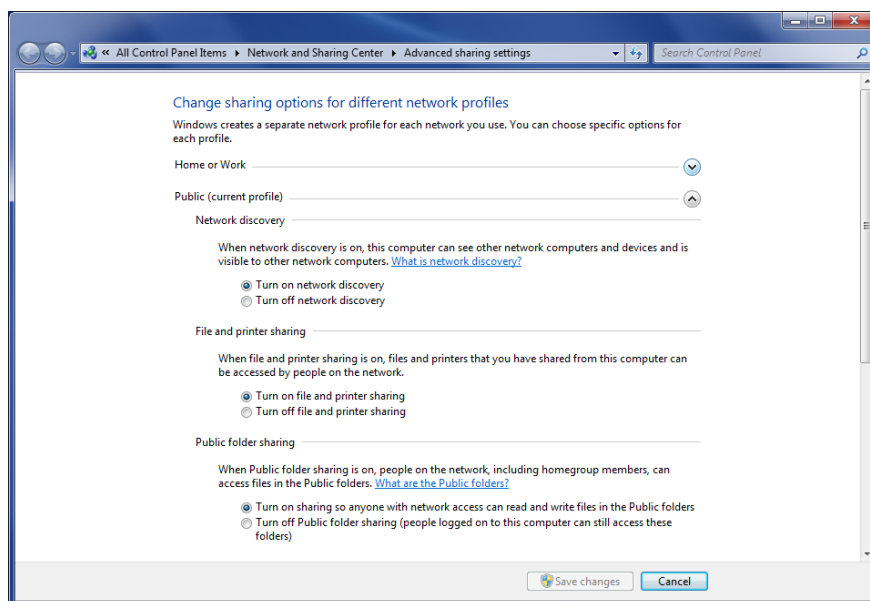 « All Control Panel Items ▸ Network and Sharing Center ▸ Advanced sharing settings
Search Control Panel
Change sharing options for different network profiles
Windows creates a separate network profile for each network you use. You can choose specific options for
each profile.
Home or Work
Public (current profile)
Network discovery
When network discovery is on, this computer can see other network computers and devices and is
visible to other network computers. What is network discovery?
Turn on network discovery
Turn off network discovery
File and printer sharing
When file and printer sharing is on, files and printers that you have shared from this computer can
be accessed by people on the network.
Turn on file and printer sharing
Turn off file and printer sharing
Public folder sharing
When Public folder sharing is on, people on the network, including homegroup members, can
access files in the Public folders. What are the Public folders?
Turn on sharing so anyone with network access can read and write files in the Public folders
Turn off Public folder sharing (people logged on to this computer can still access these
folders)
Save changes
Cancel